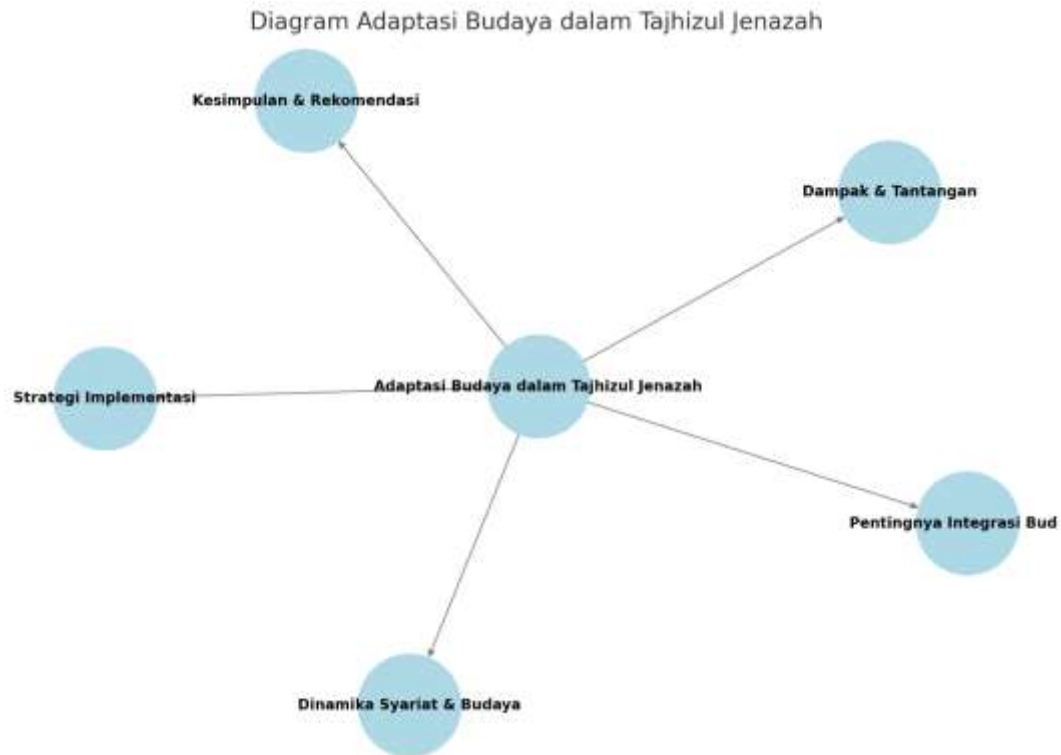 Diagram Adaptasi Budaya dalam Tajhizul Jenazah
Kesimpulan & Rekomendasi
Dampak & Tantangan
Adaptasi Budaya dalam Tajhizul Jenazah
Strategi Implementasi
Pentingnya Integrasi Bud
Dinamika Syariat & Budaya